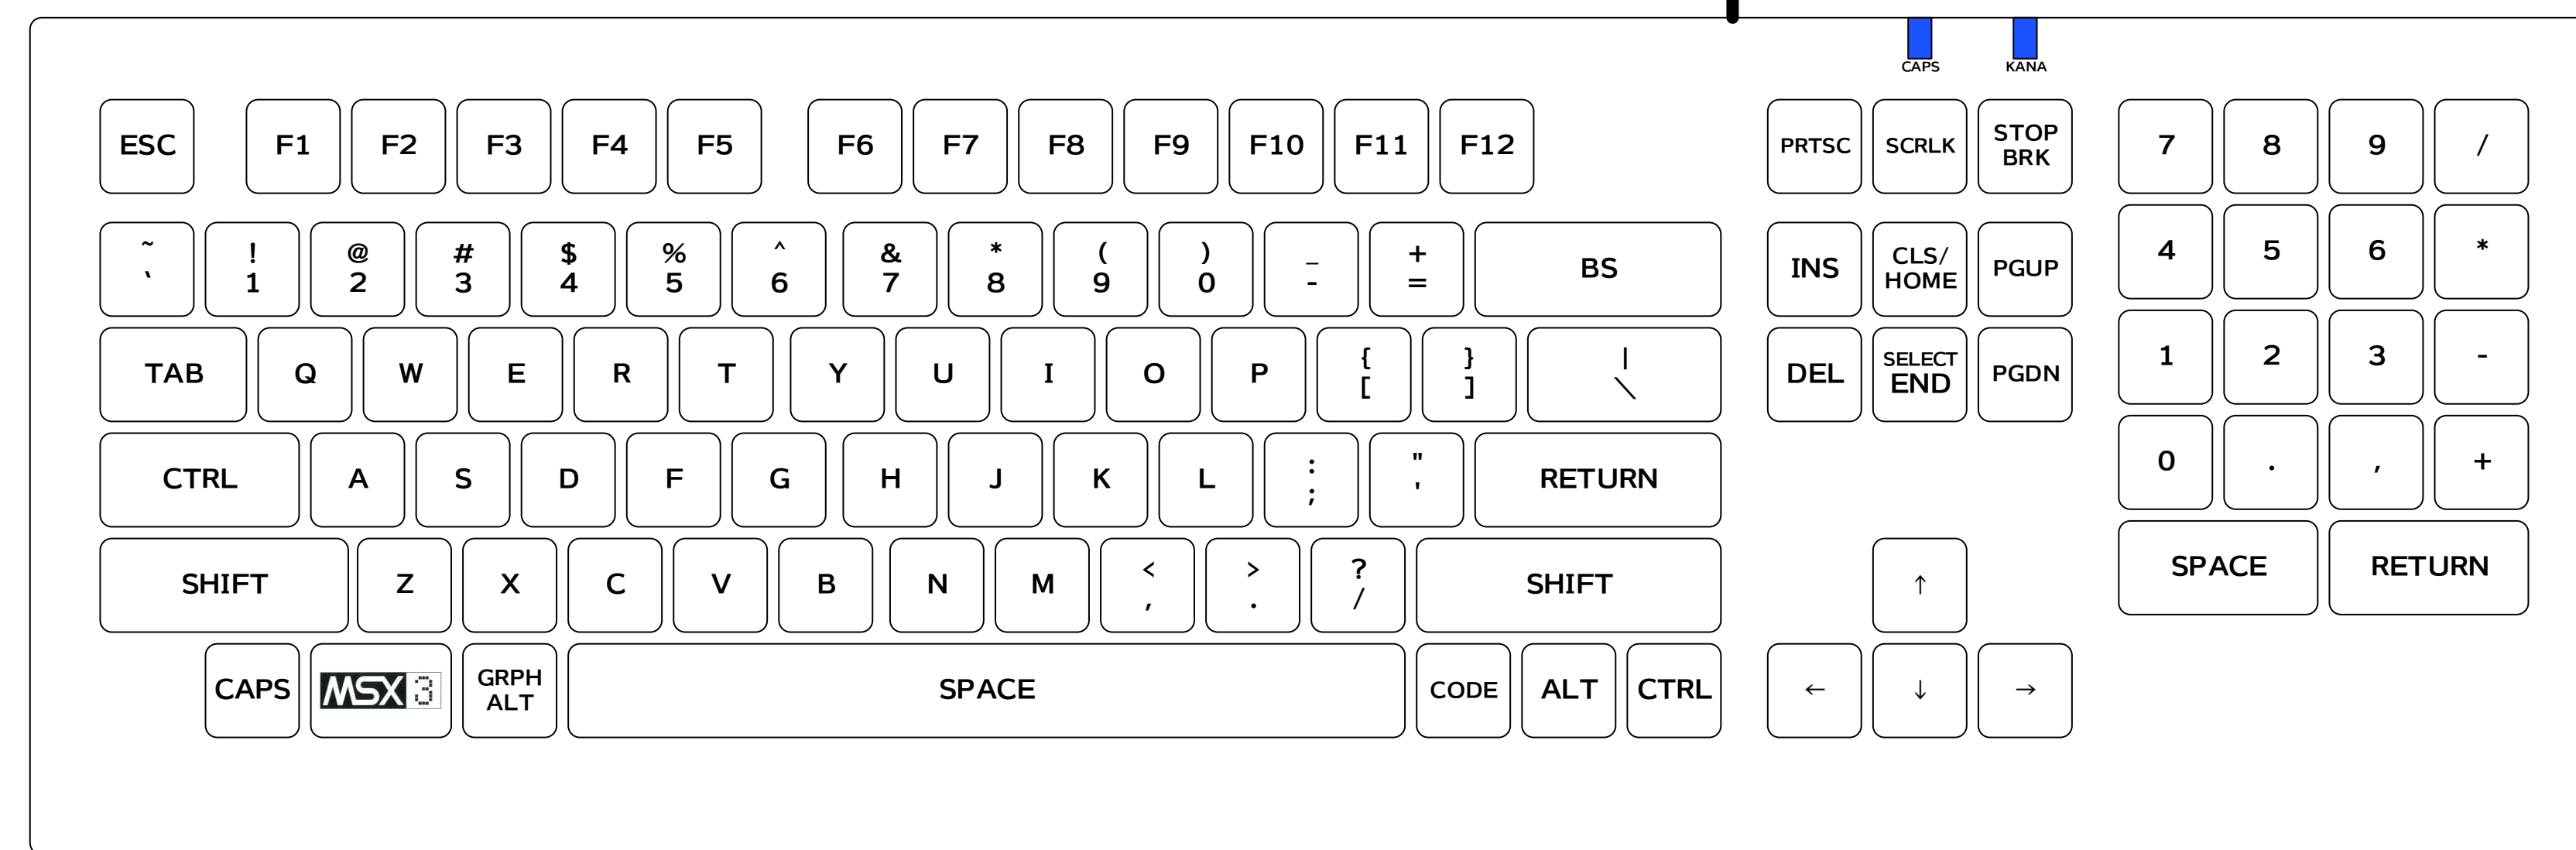 CAPS KANA
ESC F1 F2 F3 F4 F5 F6 F7 F8 F9 F10 F11 F12 PRTSC SCRLK STOP BRK 7 8 9 /
~ ! @ # $ % ^ & * ( ) _ +
` 1 2 3 4 5 6 7 8 9 0 - = BS INS CLS/ HOME PGUP 4 5 6 *
TAB Q W E R T Y U I O P { [ } ] | \ DEL SELECT END PGDN 1 2 3 -
CTRL A S D F G H J K L : ; " ' RETURN 0 . , +
SHIFT Z X C V B N M < , > . ? / SHIFT ↑ SPACE RETURN
CAPS MSX3 GRPH ALT SPACE CODE ALT CTRL ← ↓ →